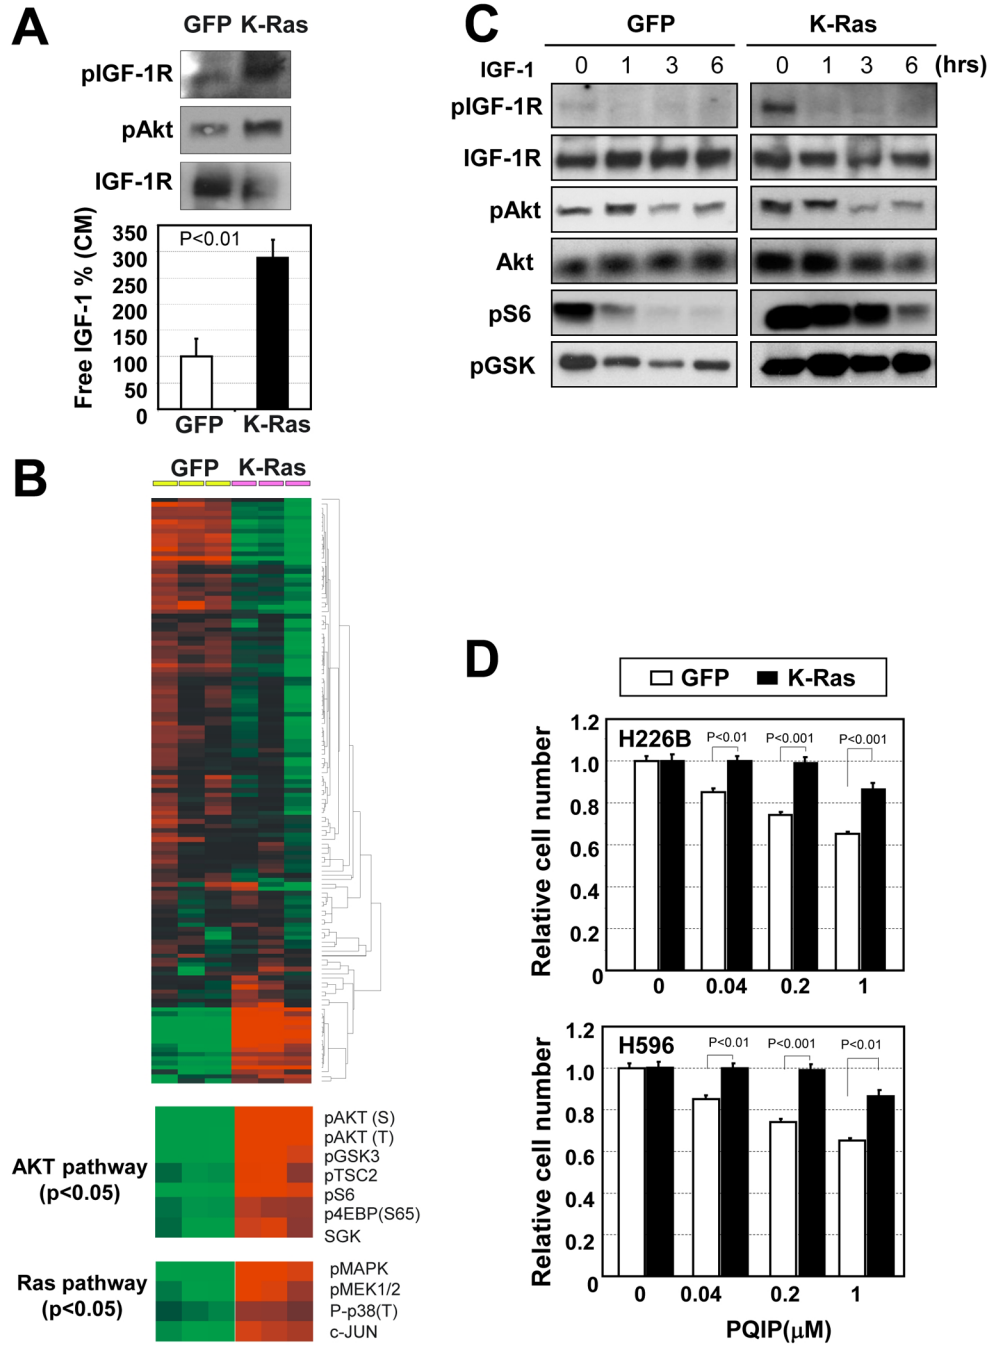 A
GFP K-Ras
pIGF-1R
pAkt
IGF-1R
Free IGF-1 % (CM)
350
300
250
200
150
100
50
0
P<0.01
GFP K-Ras
B
GFP K-Ras
AKT pathway
(p<0.05)
pAKT (S)
pAKT (T)
pGSK3
pTSC2
pS6
p4EBP(S65)
SGK
Ras pathway
(p<0.05)
pMAPK
pMEK1/2
P-p38(T)
c-JUN
C
GFP K-Ras
IGF-1 0 1 3 6 0 1 3 6 (hrs)
pIGF-1R
IGF-1R
pAkt
Akt
pS6
pGSK
D
GFP K-Ras
H226B
P<0.01 P<0.001 P<0.001
Relative cell number
1.2
1.0
0.8
0.6
0.4
0.2
0
0 0.04 0.2 1
H596
P<0.01 P<0.001 P<0.01
Relative cell number
1.2
1.0
0.8
0.6
0.4
0.2
0
0 0.04 0.2 1
PQIP(μM)